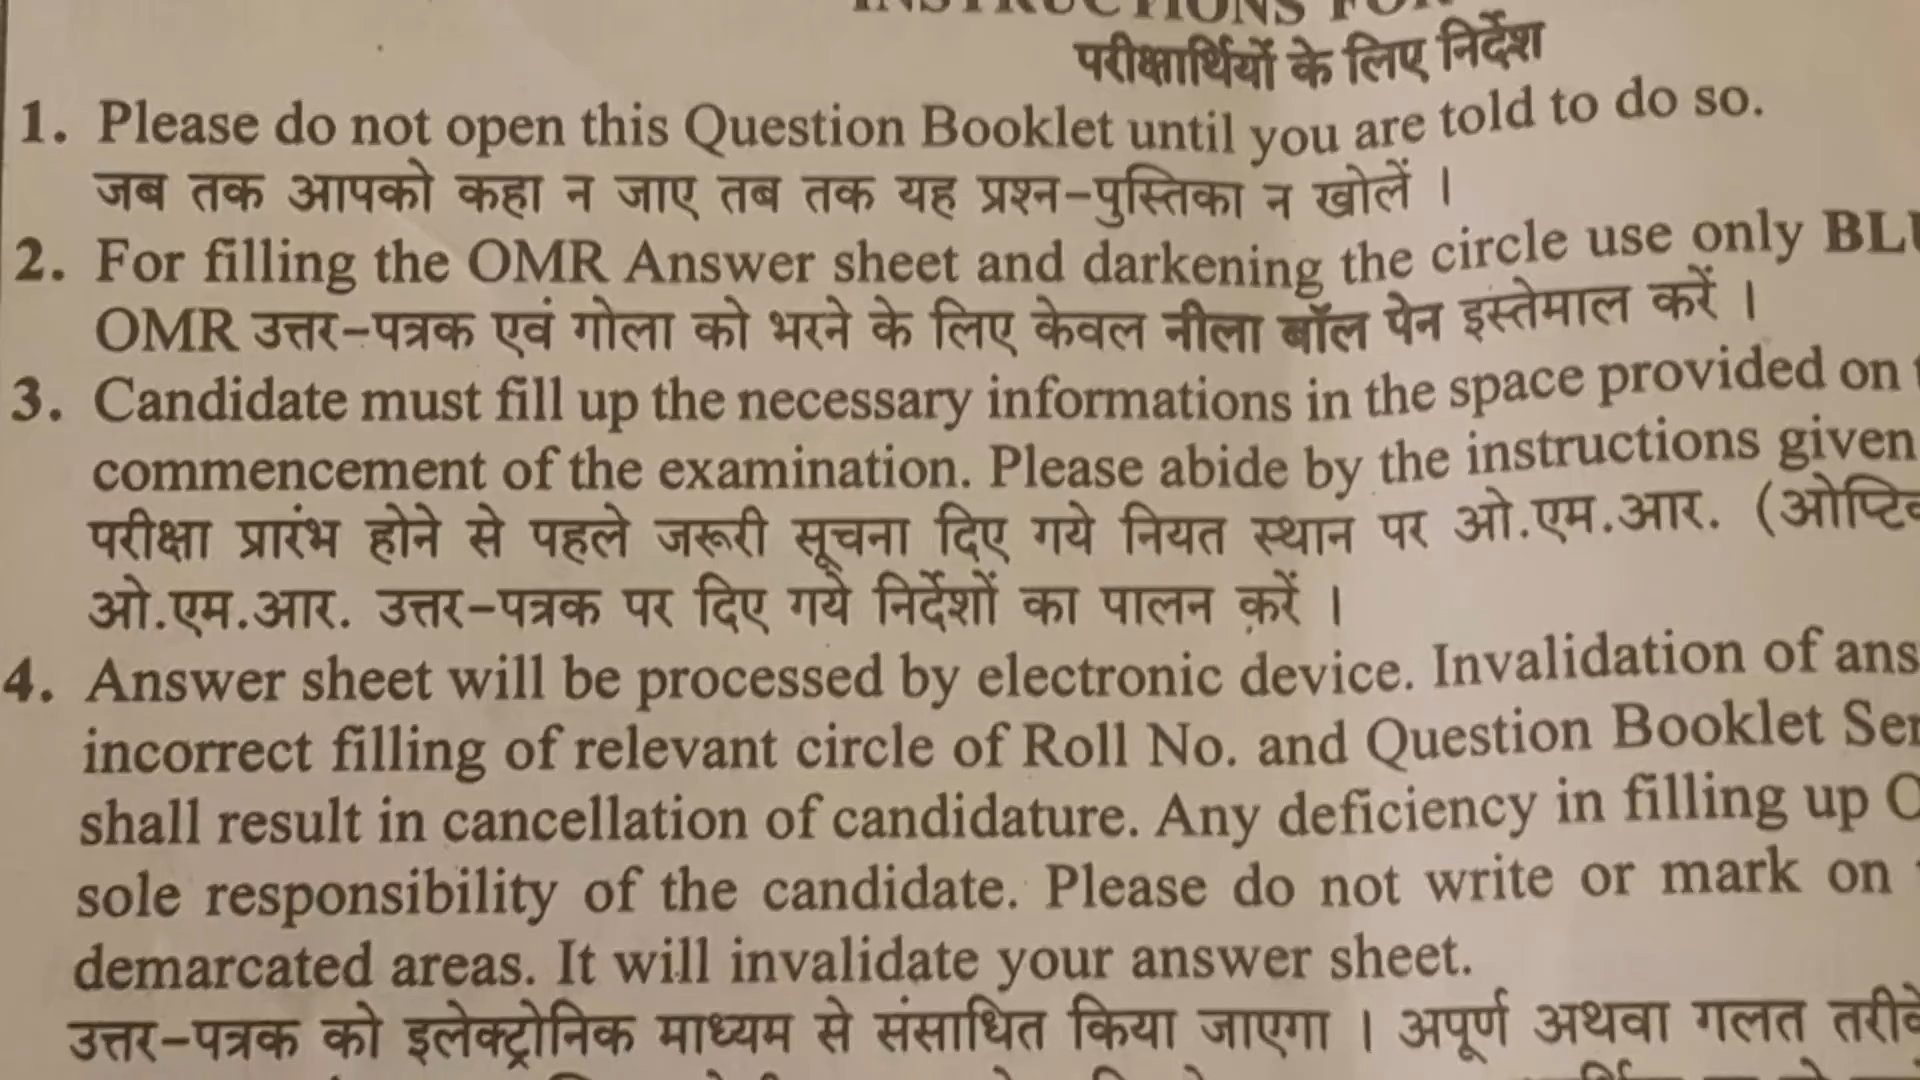 INSTRUCTIONS FOR
परीक्षार्थियों के लिए निर्देश
1. Please do not open this Question Booklet until you are told to do so.
जब तक आपको कहा न जाए तब तक यह प्रश्न-पुस्तिका न खोलें ।
2. For filling the OMR Answer sheet and darkening the circle use only
OMR उत्तर-पत्रक एवं गोला को भरने के लिए केवल नीला बॉल पेन इस्तेमाल करें ।
3. Candidate must fill up the necessary informations in the space provided on
commencement of the examination. Please abide by the instructions given
परीक्षा प्रारंभ होने से पहले जरूरी सूचना दिए गये नियत स्थान पर ओ.एम.आर.
ओ.एम.आर. उत्तर-पत्रक पर दिए गये निर्देशों का पालन करें ।
4. Answer sheet will be processed by electronic device. Invalidation of
incorrect filling of relevant circle of Roll No. and Question Booklet
shall result in cancellation of candidature. Any deficiency in filling up
sole responsibility of the candidate. Please do not write or mark on
demarcated areas. It will invalidate your answer sheet.
उत्तर-पत्रक को इलेक्ट्रोनिक माध्यम से संसाधित किया जाएगा । अपूर्ण अथवा गलत